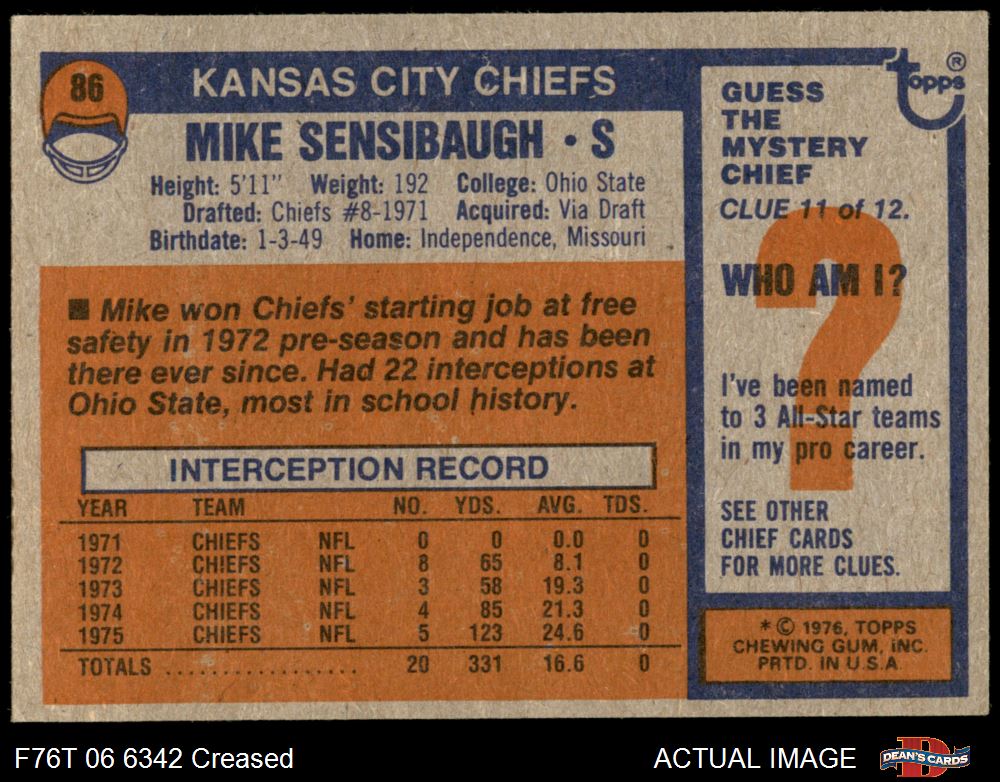 86
KANSAS CITY CHIEFS
MIKE SENSIBAUGH • S
Height: 5'11" Weight: 192 College: Ohio State
Drafted: Chiefs #8-1971 Acquired: Via Draft
Birthdate: 1-3-49 Home: Independence, Missouri
■ Mike won Chiefs' starting job at free
safety in 1972 pre-season and has been
there ever since. Had 22 interceptions at
Ohio State, most in school history.
INTERCEPTION RECORD
YEAR TEAM NO. YDS. AVG. TDS.
1971 CHIEFS NFL 0 0 0.0 0
1972 CHIEFS NFL 8 65 8.1 0
1973 CHIEFS NFL 3 58 19.3 0
1974 CHIEFS NFL 4 85 21.3 0
1975 CHIEFS NFL 5 123 24.6 0
TOTALS ................. 20 331 16.6 0
topps ®
GUESS
THE
MYSTERY
CHIEF
CLUE 11 of 12.
?
WHO AM I?
I've been named
to 3 All-Star teams
in my pro career.
SEE OTHER
CHIEF CARDS
FOR MORE CLUES.
* © 1976, TOPPS
CHEWING GUM, INC.
PRTD. IN U.S.A.
F76T 06 6342 Creased
ACTUAL IMAGE
D
DEAN'S CARDS